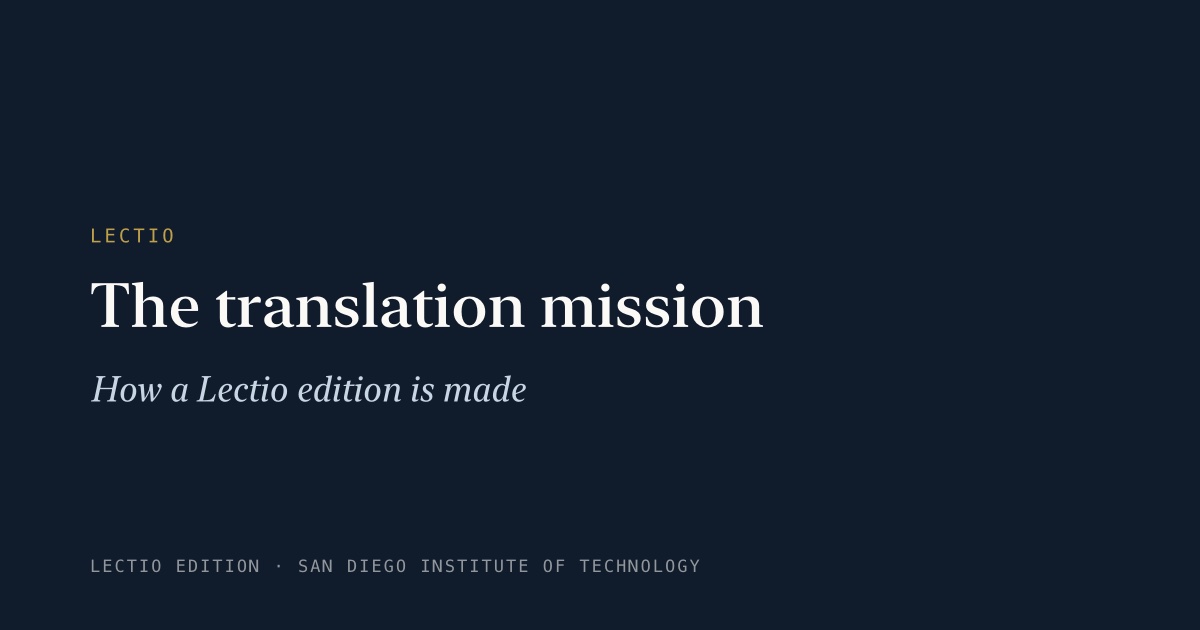 LECTIO
The translation mission
How a Lectio edition is made
LECTIO EDITION · SAN DIEGO INSTITUTE OF TECHNOLOGY